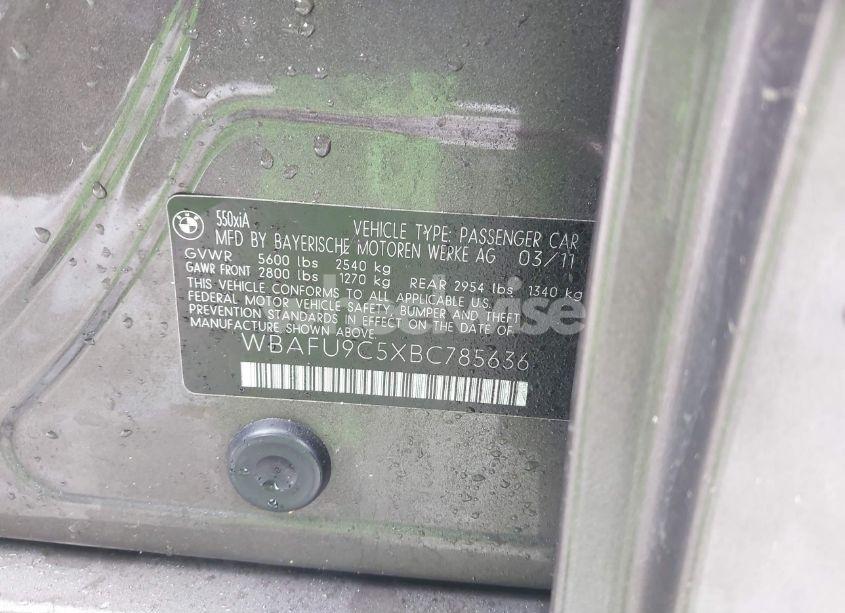 550xiA
VEHICLE TYPE: PASSENGER CAR
MFD BY BAYERISCHE MOTOREN WERKE AG 03/11
GVWR 5600 lbs 2540 kg
GAWR FRONT 2800 lbs 1270 kg REAR 2954 lbs 1340 kg
THIS VEHICLE CONFORMS TO ALL APPLICABLE U.S.
FEDERAL MOTOR VEHICLE SAFETY, BUMPER AND THEFT
PREVENTION STANDARDS IN EFFECT ON THE DATE OF
MANUFACTURE SHOWN ABOVE.
WBAFU9C5XBC785636